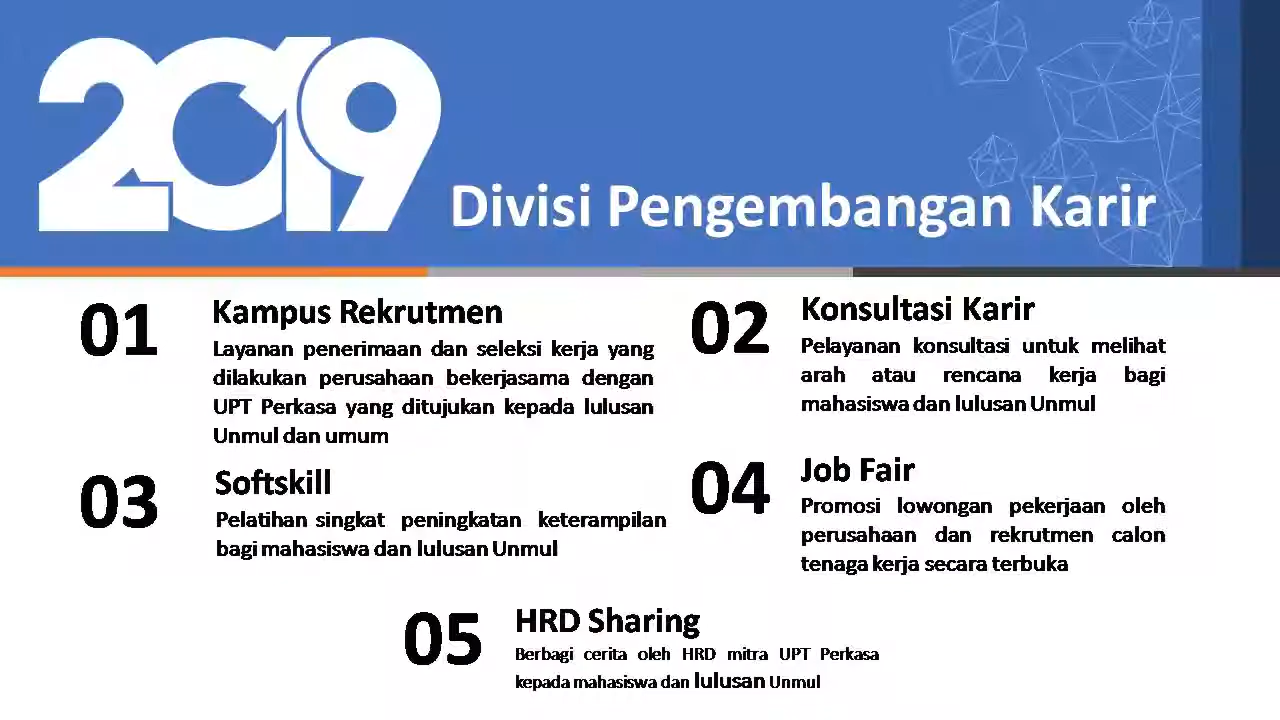 2019
Divisi Pengembangan Karir
01
Kampus Rekrutmen
Layanan penerimaan dan seleksi kerja yang
dilakukan perusahaan bekerjasama dengan
UPT Perkasa yang ditujukan kepada lulusan
Unmul dan umum
02
Konsultasi Karir
Pelayanan konsultasi untuk melihat
arah atau rencana kerja bagi
mahasiswa dan lulusan Unmul
03
Softskill
Pelatihan singkat peningkatan keterampilan
bagi mahasiswa dan lulusan Unmul
04
Job Fair
Promosi lowongan pekerjaan oleh
perusahaan dan rekrutmen calon
tenaga kerja secara terbuka
05
HRD Sharing
Berbagi cerita oleh HRD mitra UPT Perkasa
kepada mahasiswa dan lulusan Unmul